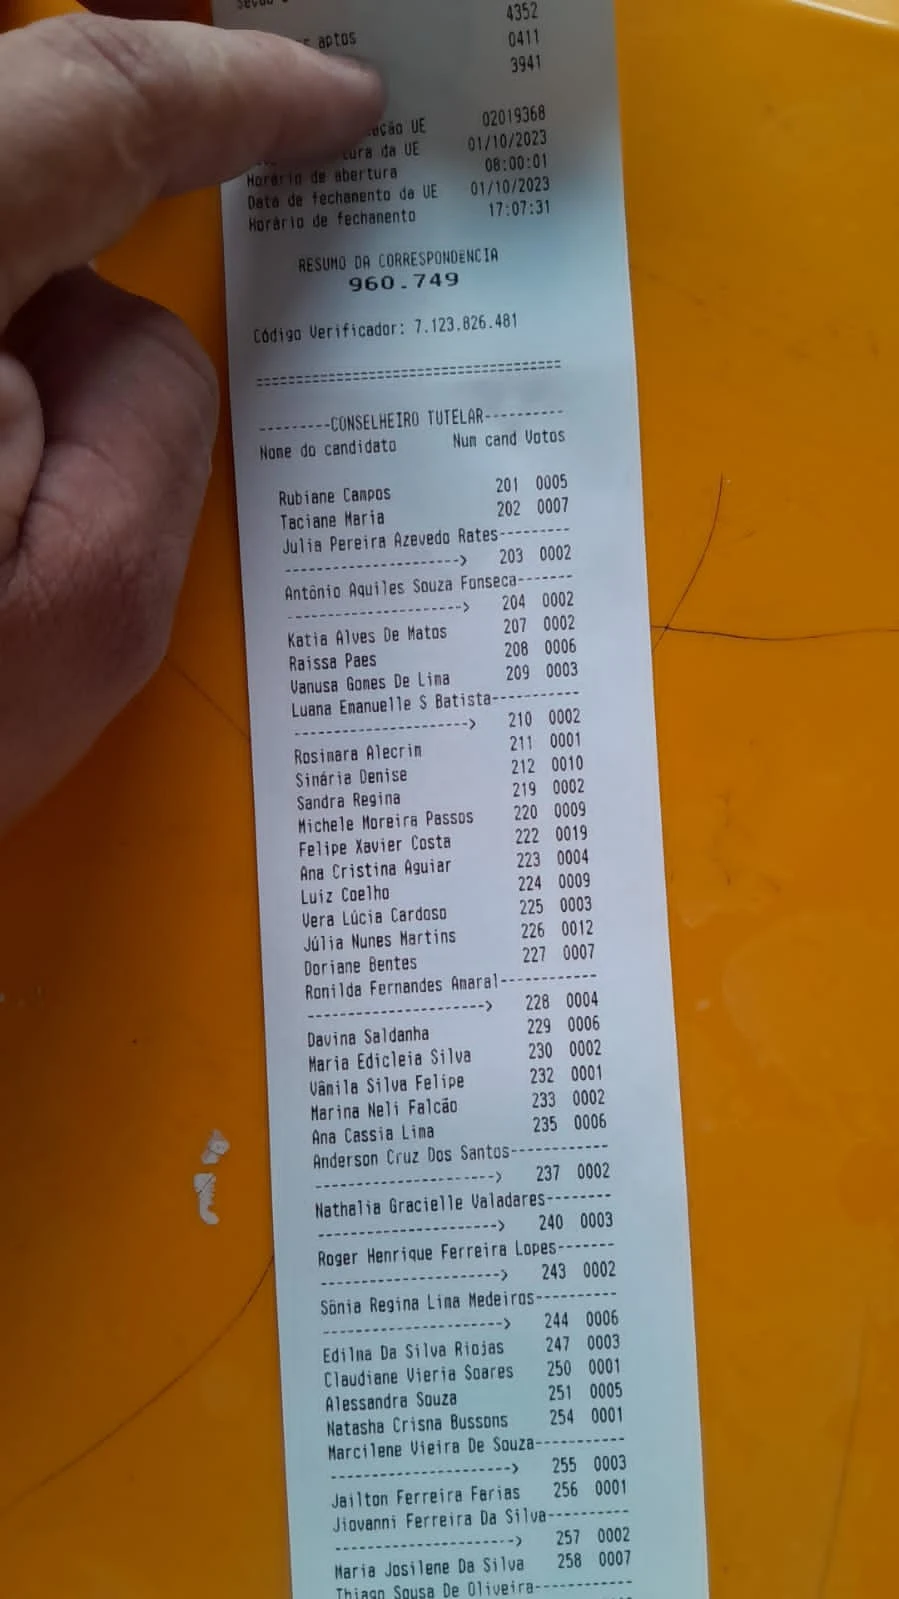 4352
aptos 0411
3941
UE 02019368
da UE 01/10/2023
Horário de abertura 08:00:01
Data de fechamento da UE 01/10/2023
Horário de fechamento 17:07:31
RESUMO DA CORRESPONDÊNCIA
960.749
Código Verificador: 7.123.826.481
====================================
---------CONSELHEIRO TUTELAR----------
Nome do candidato Num cand Votos
Rubiane Campos 201 0005
Taciane Maria 202 0007
Julia Pereira Azevedo Rates---------
-----------------------> 203 0002
Antônio Aquiles Souza Fonseca-------
-----------------------> 204 0002
Katia Alves De Matos 207 0002
Raissa Paes 208 0006
Vanusa Gomes De Lima 209 0003
Luana Emanuelle S Batista-----------
-----------------------> 210 0002
Rosimara Alecrim 211 0001
Sinária Denise 212 0010
Sandra Regina 219 0002
Michele Moreira Passos 220 0009
Felipe Xavier Costa 222 0019
Ana Cristina Aguiar 223 0004
Luiz Coelho 224 0009
Vera Lúcia Cardoso 225 0003
Júlia Nunes Martins 226 0012
Doriane Bentes 227 0007
Ronilda Fernandes Amaral------------
-----------------------> 228 0004
Davina Saldanha 229 0006
Maria Edicleia Silva 230 0002
Vâmila Silva Felipe 232 0001
Marina Neli Falcão 233 0002
Ana Cassia Lima 235 0006
Anderson Cruz Dos Santos------------
-----------------------> 237 0002
Nathalia Gracielle Valadares--------
-----------------------> 240 0003
Roger Henrique Ferreira Lopes-------
-----------------------> 243 0002
Sônia Regina Lima Medeiros----------
-----------------------> 244 0006
Edilma Da Silva Riojas 247 0003
Claudiane Vieria Soares 250 0001
Alessandra Souza 251 0005
Natasha Crisna Bussons 254 0001
Marcilene Vieira De Souza-----------
-----------------------> 255 0003
Jailton Ferreira Farias 256 0001
Jiovanni Ferreira Da Silva----------
-----------------------> 257 0002
Maria Josilene Da Silva 258 0007
Thiago Sousa De Oliveira------------